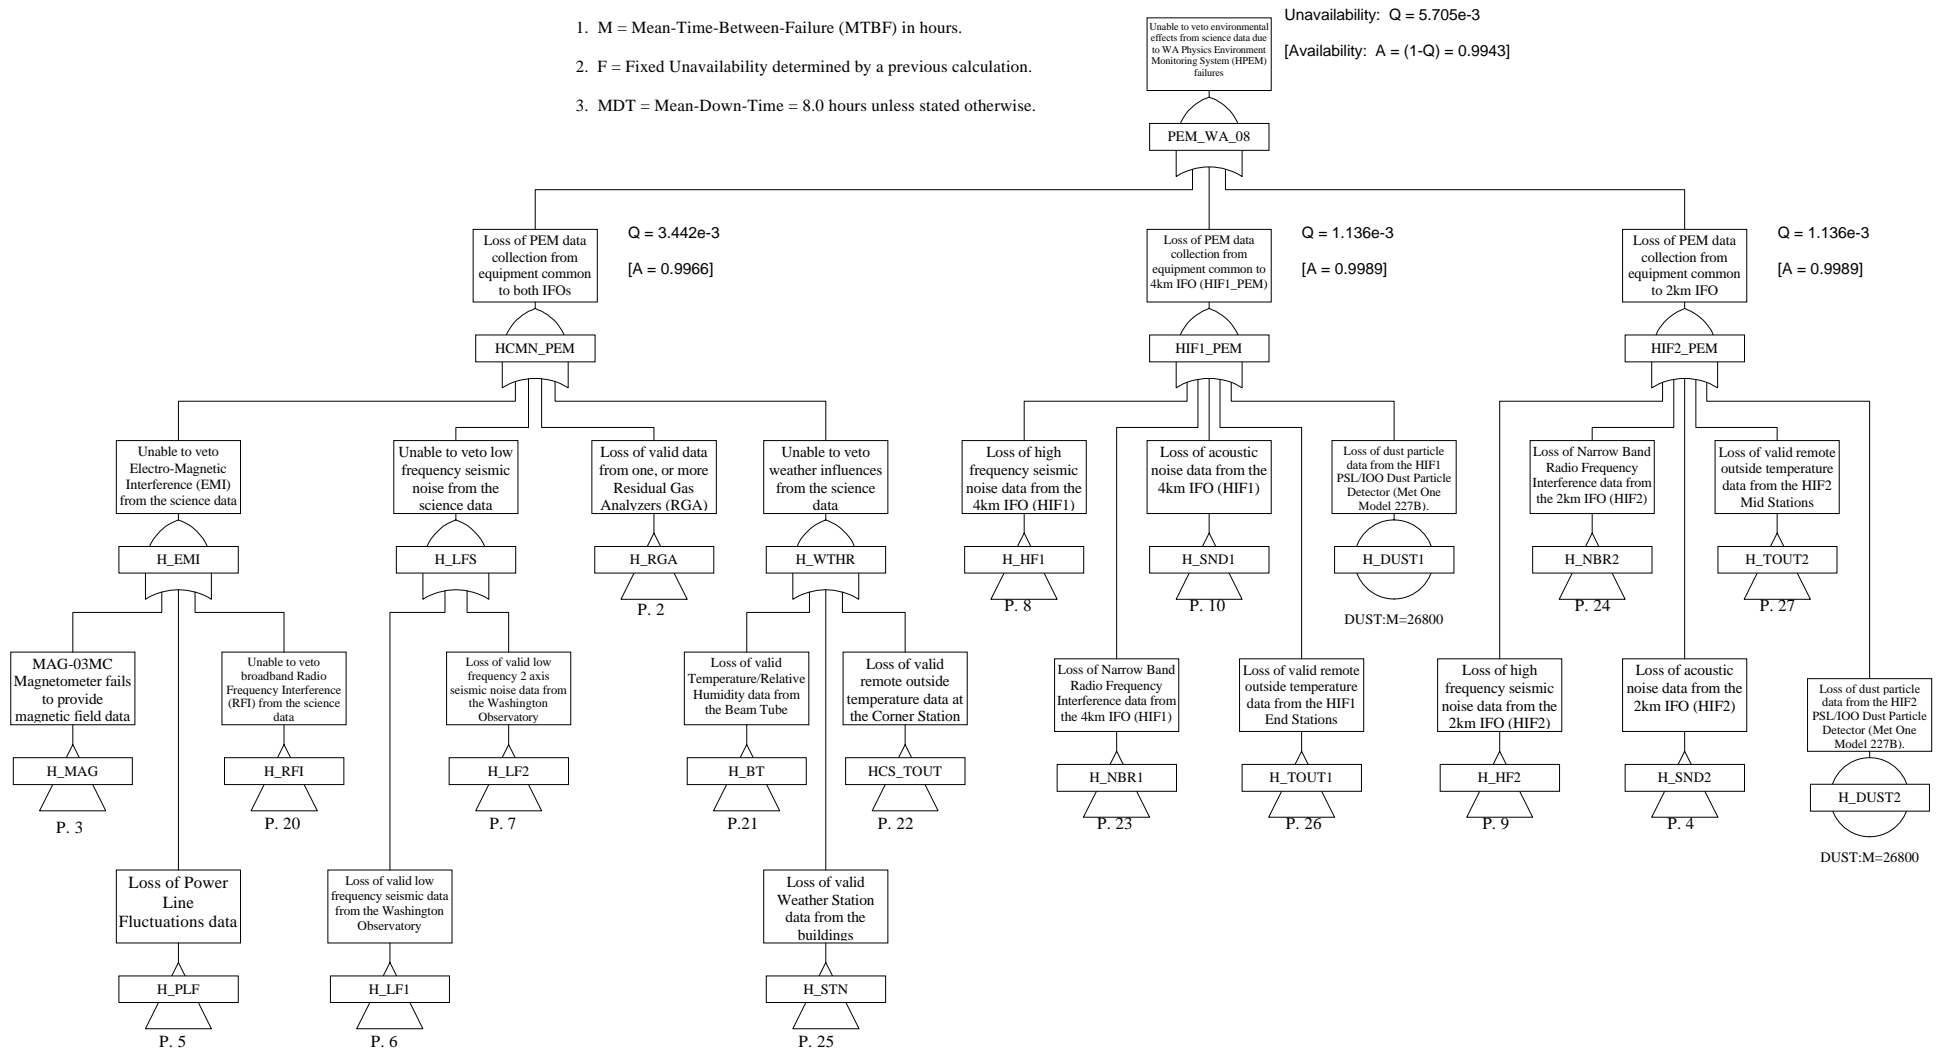 1. M = Mean-Time-Between-Failure (MTBF) in hours.
2. F = Fixed Unavailability determined by a previous calculation.
3. MDT = Mean-Down-Time = 8.0 hours unless stated otherwise.
Unable to veto environmental
effects from science data due
to WA Physics Environment
Monitoring System (HPEM)
failures
Unavailability: Q = 5.705e-3
[Availability: A = (1-Q) = 0.9943]
PEM_WA_08
Loss of PEM data
collection from
equipment common
to both IFOs
Q = 3.442e-3
[A = 0.9966]
HCMN_PEM
Loss of PEM data
collection from
equipment common to
4km IFO (HIF1_PEM)
Q = 1.136e-3
[A = 0.9989]
HIF1_PEM
Loss of PEM data
collection from
equipment common
to 2km IFO
Q = 1.136e-3
[A = 0.9989]
HIF2_PEM
Unable to veto
Electro-Magnetic
Interference (EMI)
from the science data
H_EMI
Unable to veto low
frequency seismic
noise from the
science data
H_LFS
Loss of valid data
from one, or more
Residual Gas
Analyzers (RGA)
H_RGA
P. 2
Unable to veto
weather influences
from the science
data
H_WTHR
Loss of high
frequency seismic
noise data from the
4km IFO (HIF1)
H_HF1
P. 8
Loss of acoustic
noise data from the
4km IFO (HIF1)
H_SND1
P. 10
Loss of dust particle
data from the HIF1
PSL/IOO Dust Particle
Detector (Met One
Model 227B).
H_DUST1
DUST:M=26800
Loss of Narrow Band
Radio Frequency
Interference data from
the 2km IFO (HIF2)
H_NBR2
P. 24
Loss of valid remote
outside temperature
data from the HIF2
Mid Stations
H_TOUT2
P. 27
MAG-03MC
Magnetometer fails
to provide
magnetic field data
H_MAG
P. 3
Unable to veto
broadband Radio
Frequency Interference
(RFI) from the science
data
H_RFI
P. 20
Loss of valid low
frequency 2 axis
seismic noise data from
the Washington
Observatory
H_LF2
P. 7
Loss of valid
Temperature/Relative
Humidity data from
the Beam Tube
H_BT
P.21
Loss of valid
remote outside
temperature data at
the Corner Station
HCS_TOUT
P. 22
Loss of Narrow Band
Radio Frequency
Interference data from
the 4km IFO (HIF1)
H_NBR1
P. 23
Loss of valid remote
outside temperature
data from the HIF1
End Stations
H_TOUT1
P. 26
Loss of high
frequency seismic
noise data from the
2km IFO (HIF2)
H_HF2
P. 9
Loss of acoustic
noise data from the
2km IFO (HIF2)
H_SND2
P. 4
Loss of dust particle
data from the HIF2
PSL/IOO Dust Particle
Detector (Met One
Model 227B).
H_DUST2
DUST:M=26800
Loss of Power
Line
Fluctuations data
H_PLF
P. 5
Loss of valid low
frequency seismic data
from the Washington
Observatory
H_LF1
P. 6
Loss of valid
Weather Station
data from the
buildings
H_STN
P. 25